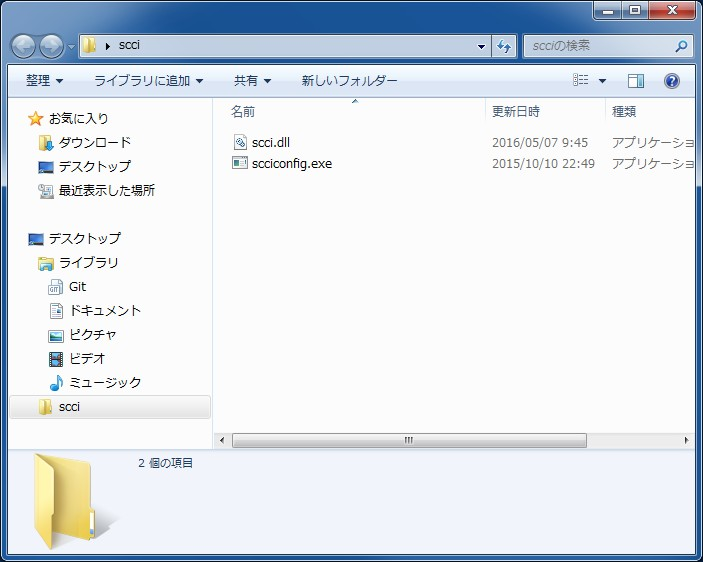 scci
scciの検索
整理 ライブラリに追加 共有 新しいフォルダー
名前 更新日時 種類
お気に入り
ダウンロード
デスクトップ
最近表示した場所
デスクトップ
ライブラリ
Git
ドキュメント
ピクチャ
ビデオ
ミュージック
scci
scci.dll 2016/05/07 9:45 アプリケーショ
scciconfig.exe 2015/10/10 22:49 アプリケーショ
2 個の項目